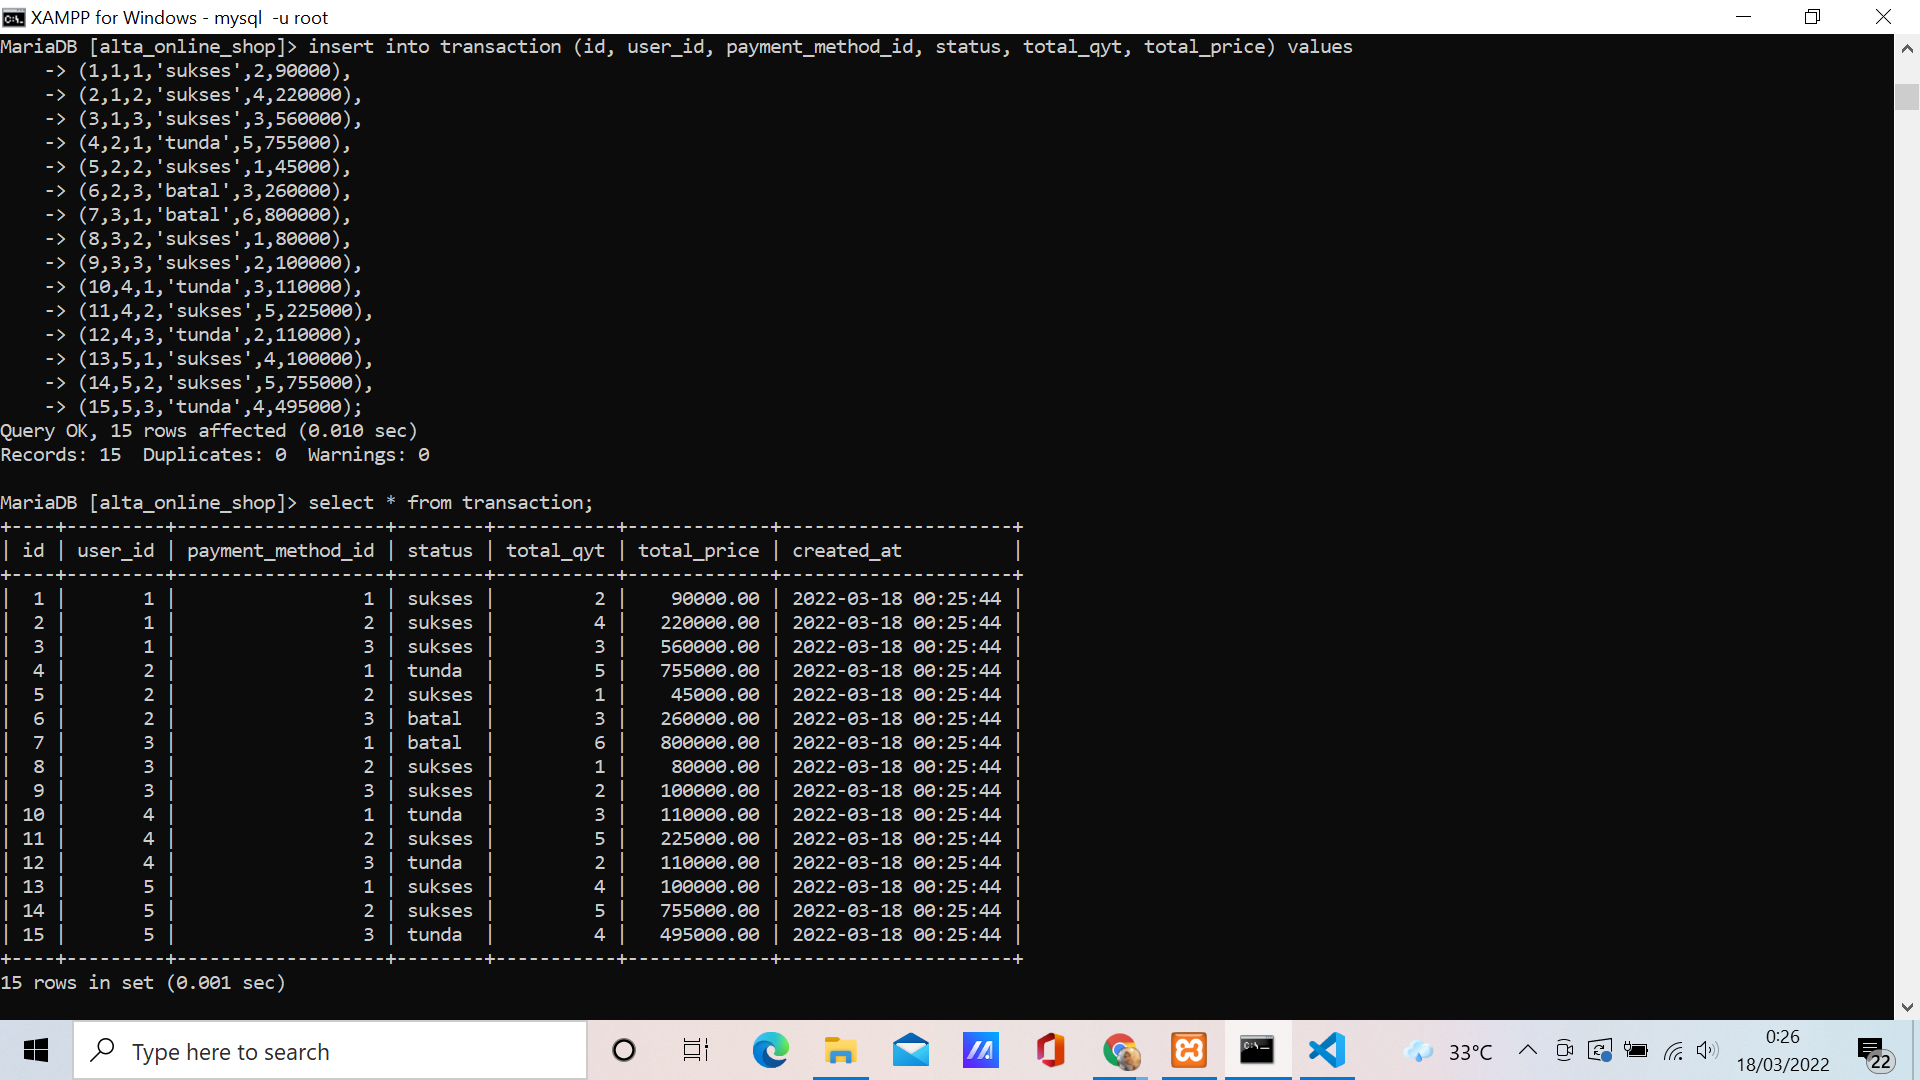 XAMPP for Windows - mysql  -u root
MariaDB [alta_online_shop]> insert into transaction (id, user_id, payment_method_id, status, total_qyt, total_price) values
    -> (1,1,1,'sukses',2,90000),
    -> (2,1,2,'sukses',4,220000),
    -> (3,1,3,'sukses',3,560000),
    -> (4,2,1,'tunda',5,755000),
    -> (5,2,2,'sukses',1,45000),
    -> (6,2,3,'batal',3,260000),
    -> (7,3,1,'batal',6,800000),
    -> (8,3,2,'sukses',1,80000),
    -> (9,3,3,'sukses',2,100000),
    -> (10,4,1,'tunda',3,110000),
    -> (11,4,2,'sukses',5,225000),
    -> (12,4,3,'tunda',2,110000),
    -> (13,5,1,'sukses',4,100000),
    -> (14,5,2,'sukses',5,755000),
    -> (15,5,3,'tunda',4,495000);
Query OK, 15 rows affected (0.010 sec)
Records: 15  Duplicates: 0  Warnings: 0
MariaDB [alta_online_shop]> select * from transaction;
+----+---------+-------------------+--------+-----------+-------------+---------------------+
| id | user_id | payment_method_id | status | total_qyt | total_price | created_at          |
+----+---------+-------------------+--------+-----------+-------------+---------------------+
|  1 |       1 |                 1 | sukses |         2 |    90000.00 | 2022-03-18 00:25:44 |
|  2 |       1 |                 2 | sukses |         4 |   220000.00 | 2022-03-18 00:25:44 |
|  3 |       1 |                 3 | sukses |         3 |   560000.00 | 2022-03-18 00:25:44 |
|  4 |       2 |                 1 | tunda  |         5 |   755000.00 | 2022-03-18 00:25:44 |
|  5 |       2 |                 2 | sukses |         1 |    45000.00 | 2022-03-18 00:25:44 |
|  6 |       2 |                 3 | batal  |         3 |   260000.00 | 2022-03-18 00:25:44 |
|  7 |       3 |                 1 | batal  |         6 |   800000.00 | 2022-03-18 00:25:44 |
|  8 |       3 |                 2 | sukses |         1 |    80000.00 | 2022-03-18 00:25:44 |
|  9 |       3 |                 3 | sukses |         2 |   100000.00 | 2022-03-18 00:25:44 |
| 10 |       4 |                 1 | tunda  |         3 |   110000.00 | 2022-03-18 00:25:44 |
| 11 |       4 |                 2 | sukses |         5 |   225000.00 | 2022-03-18 00:25:44 |
| 12 |       4 |                 3 | tunda  |         2 |   110000.00 | 2022-03-18 00:25:44 |
| 13 |       5 |                 1 | sukses |         4 |   100000.00 | 2022-03-18 00:25:44 |
| 14 |       5 |                 2 | sukses |         5 |   755000.00 | 2022-03-18 00:25:44 |
| 15 |       5 |                 3 | tunda  |         4 |   495000.00 | 2022-03-18 00:25:44 |
+----+---------+-------------------+--------+-----------+-------------+---------------------+
15 rows in set (0.001 sec)
Type here to search
33°C
0:26
18/03/2022
22